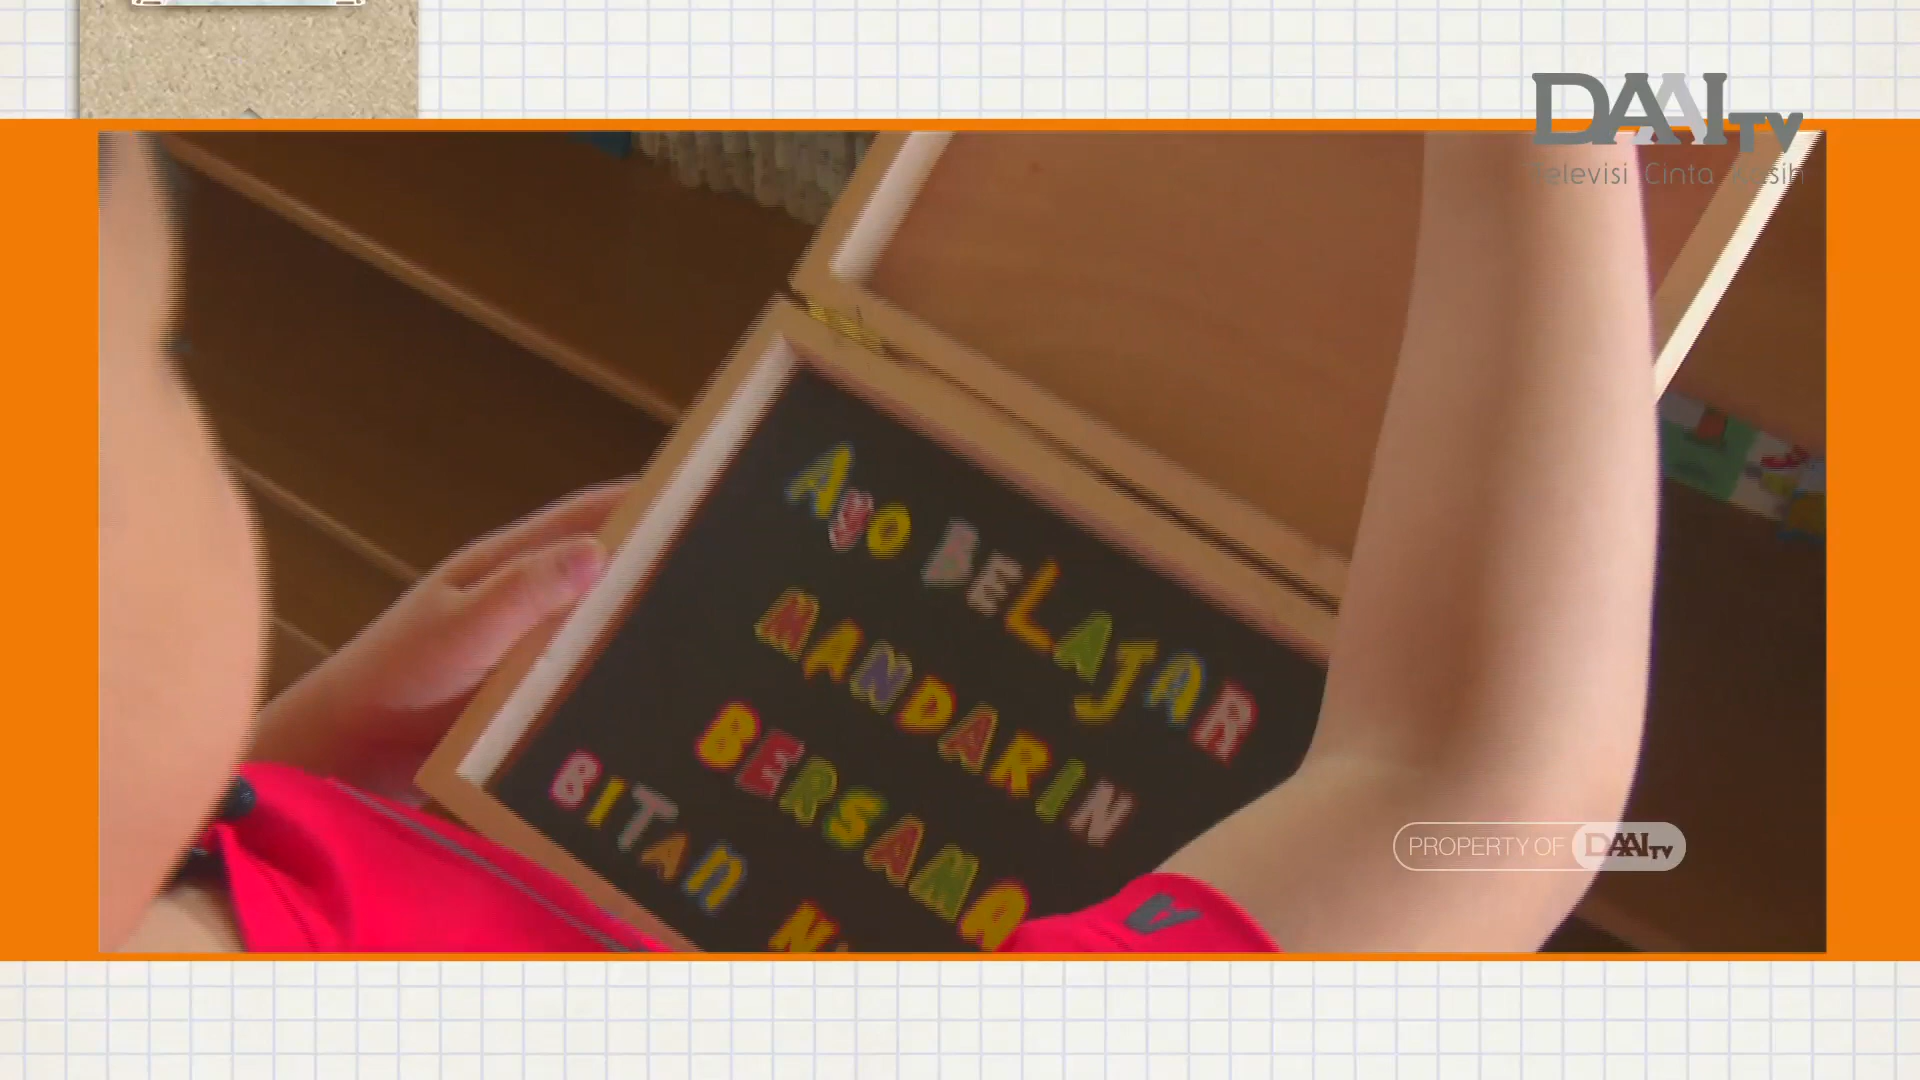 DAAI TV
Televisi Cinta Kasih
AYO BELAJAR
MANDARIN
BERSAMA
BITAN
PROPERTY OF DAAI TV